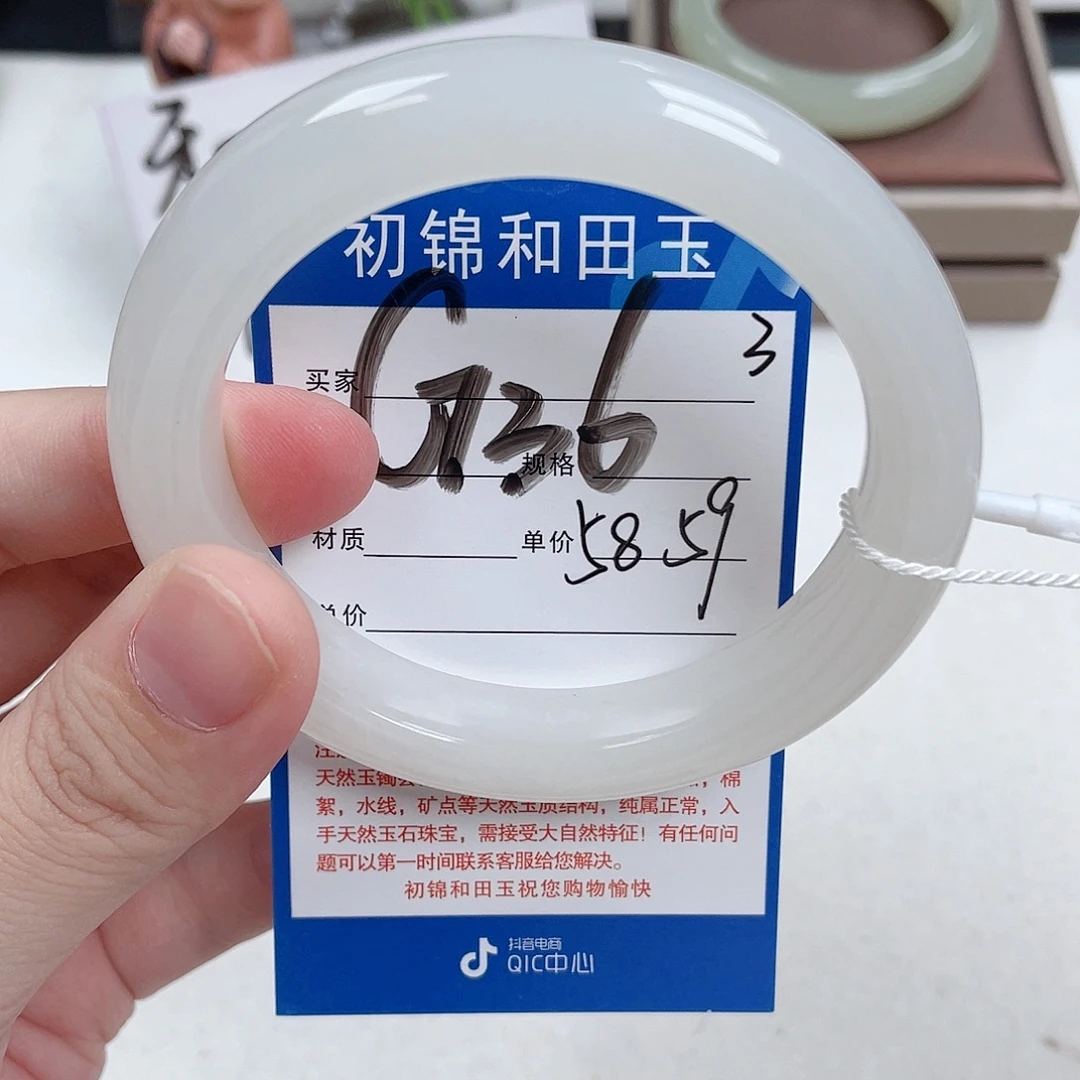 初锦和田玉
3
买家
G.3.6
规格
材质
单价 58 59
单价
天然玉镯
，棉
絮，水线，矿点等天然玉质结构，纯属正常，入
手天然玉石珠宝，需接受大自然特征！有任何问
题可以第一时间联系客服给您解决。
初锦和田玉祝您购物愉快
抖音电商
QIC中心